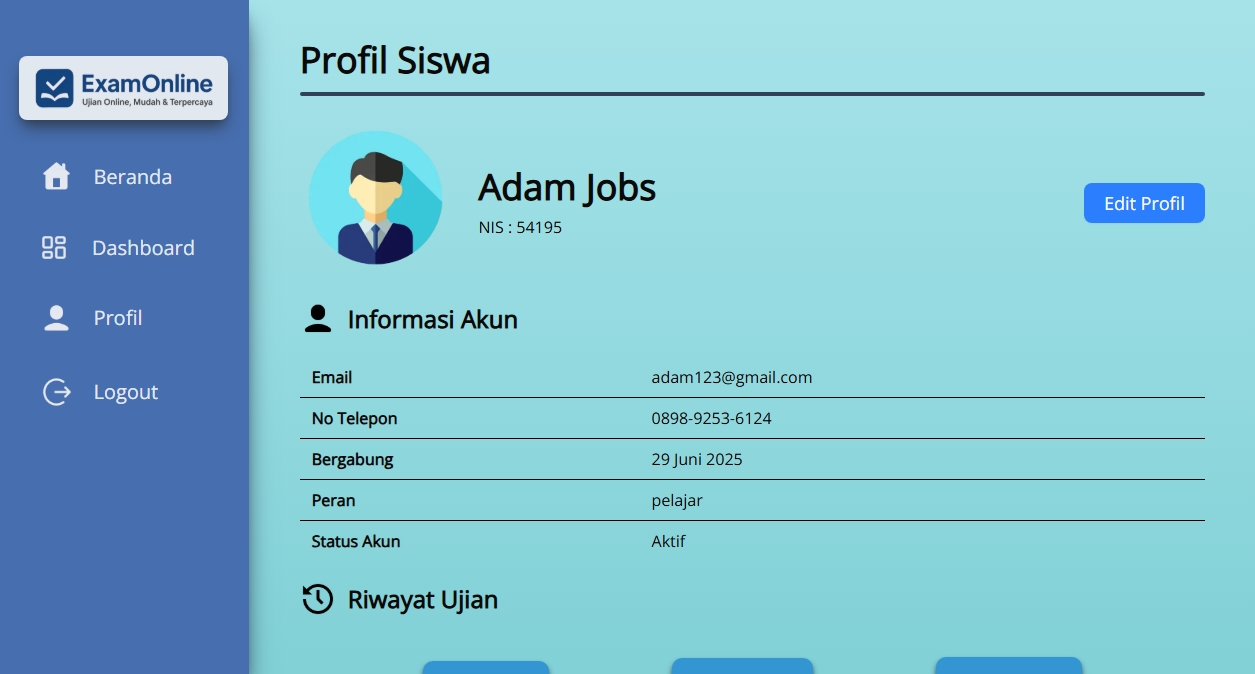 ExamOnline
Ujian Online, Mudah & Terpercaya
Beranda
Dashboard
Profil
Logout
Profil Siswa
Adam Jobs
NIS : 54195
Edit Profil
Informasi Akun
Email adam123@gmail.com
No Telepon 0898-9253-6124
Bergabung 29 Juni 2025
Peran pelajar
Status Akun Aktif
Riwayat Ujian